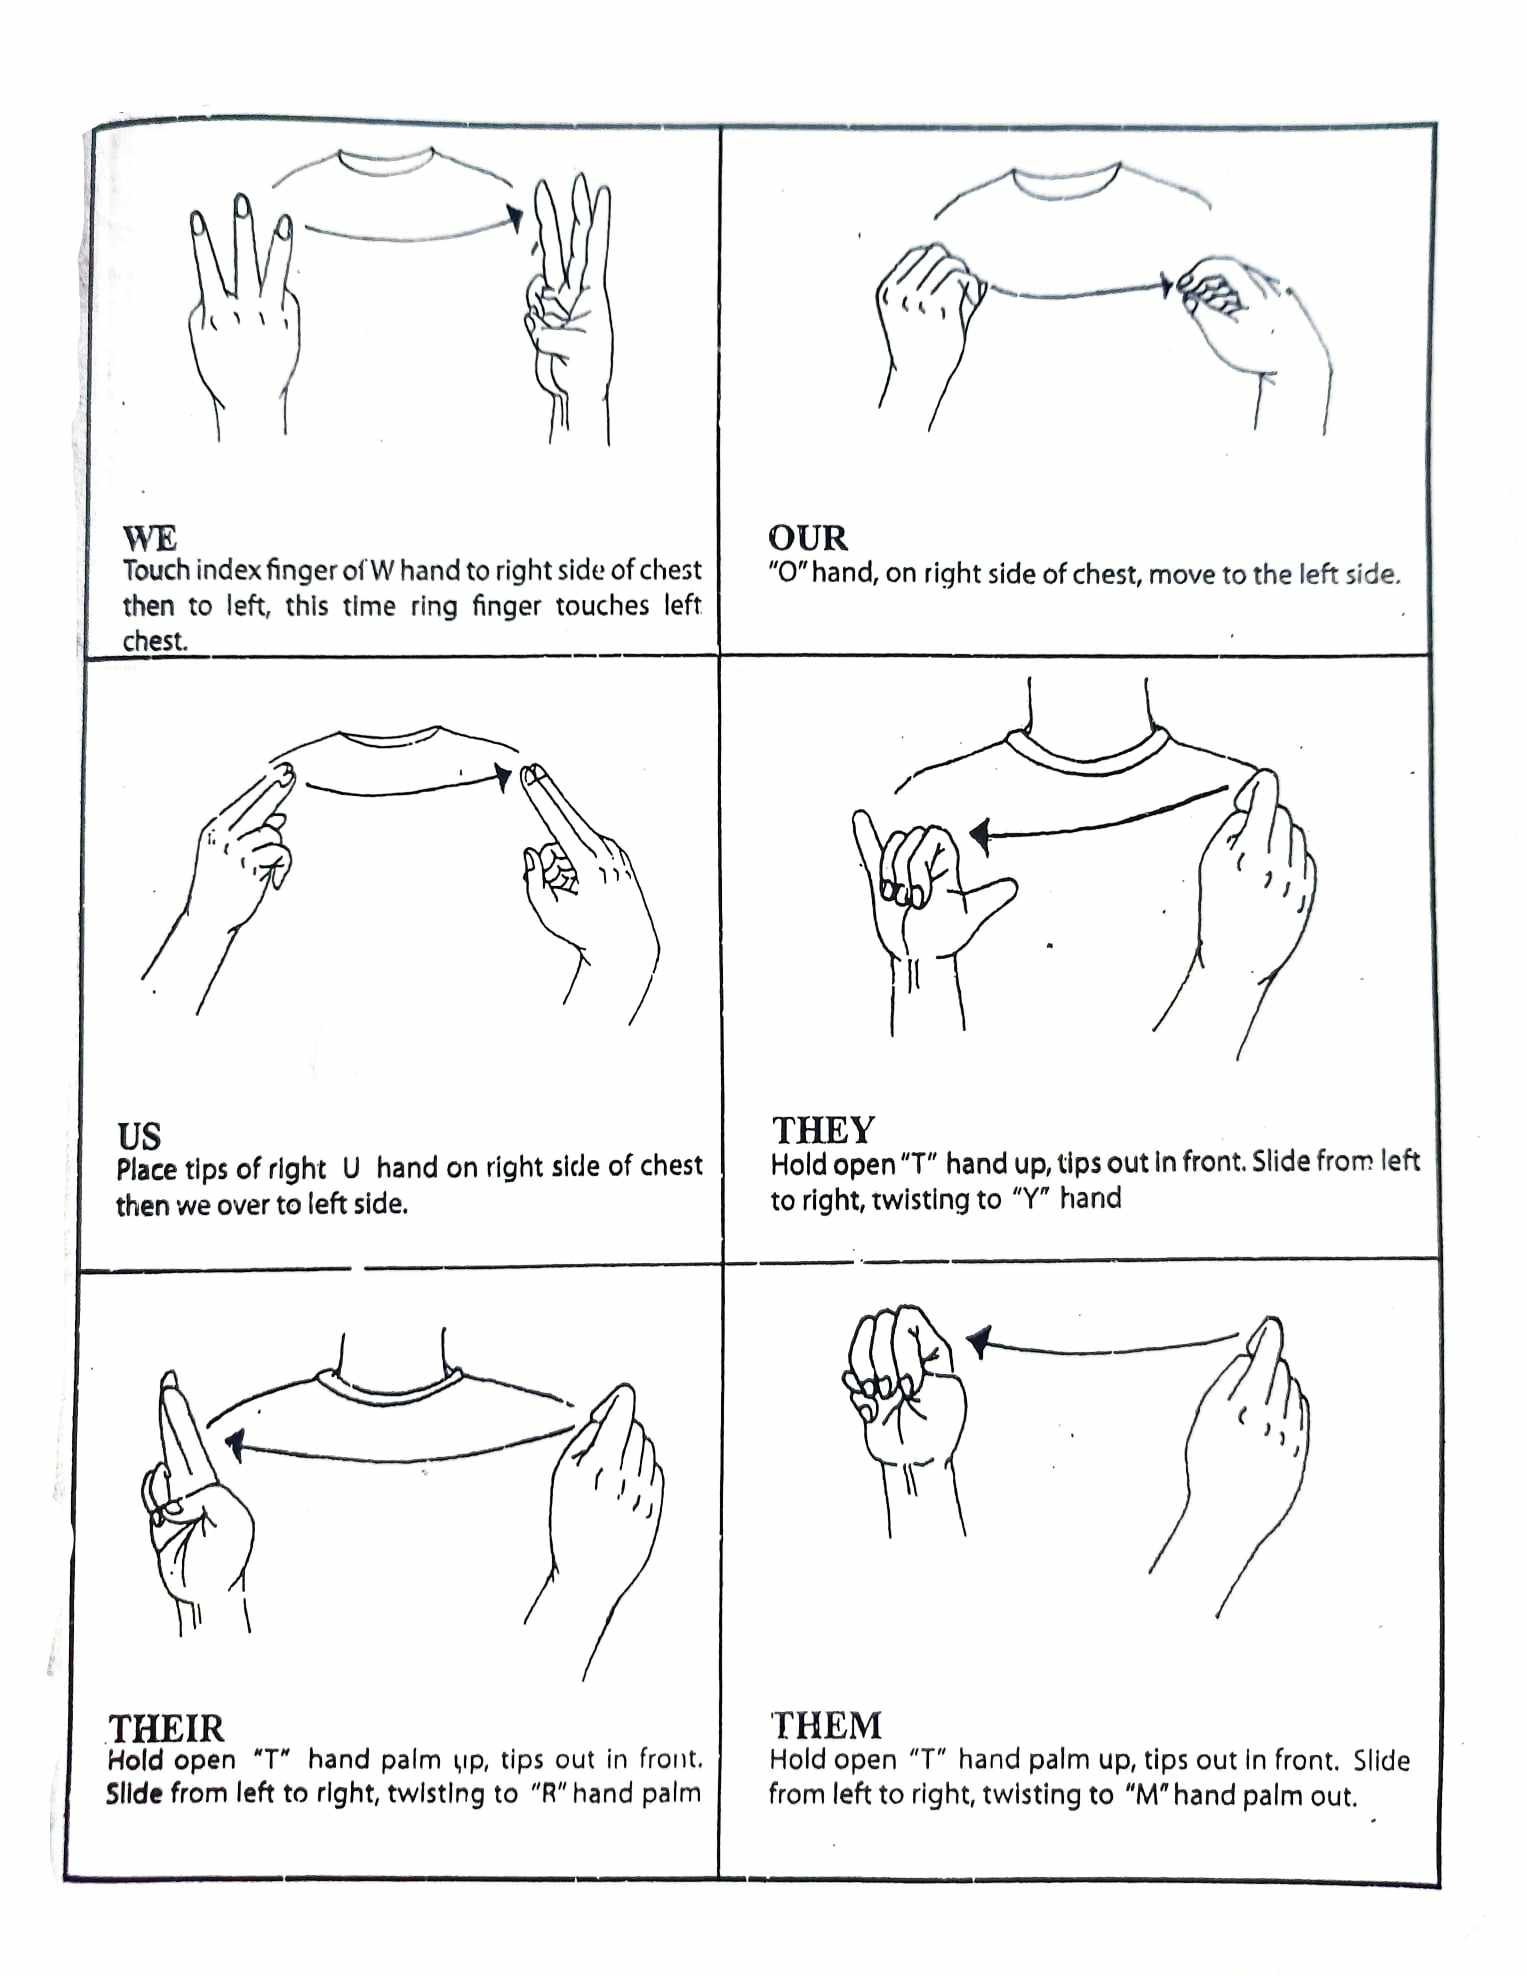 WE
Touch index finger of W hand to right side of chest
then to left, this time ring finger touches left
chest.
OUR
"O" hand, on right side of chest, move to the left side.
US
Place tips of right U hand on right side of chest
then we over to left side.
THEY
Hold open "T" hand up, tips out in front. Slide from left
to right, twisting to "Y" hand
THEIR
Hold open "T" hand palm up, tips out in front.
Slide from left to right, twisting to "R" hand palm
THEM
Hold open "T" hand palm up, tips out in front. Slide
from left to right, twisting to "M" hand palm out.